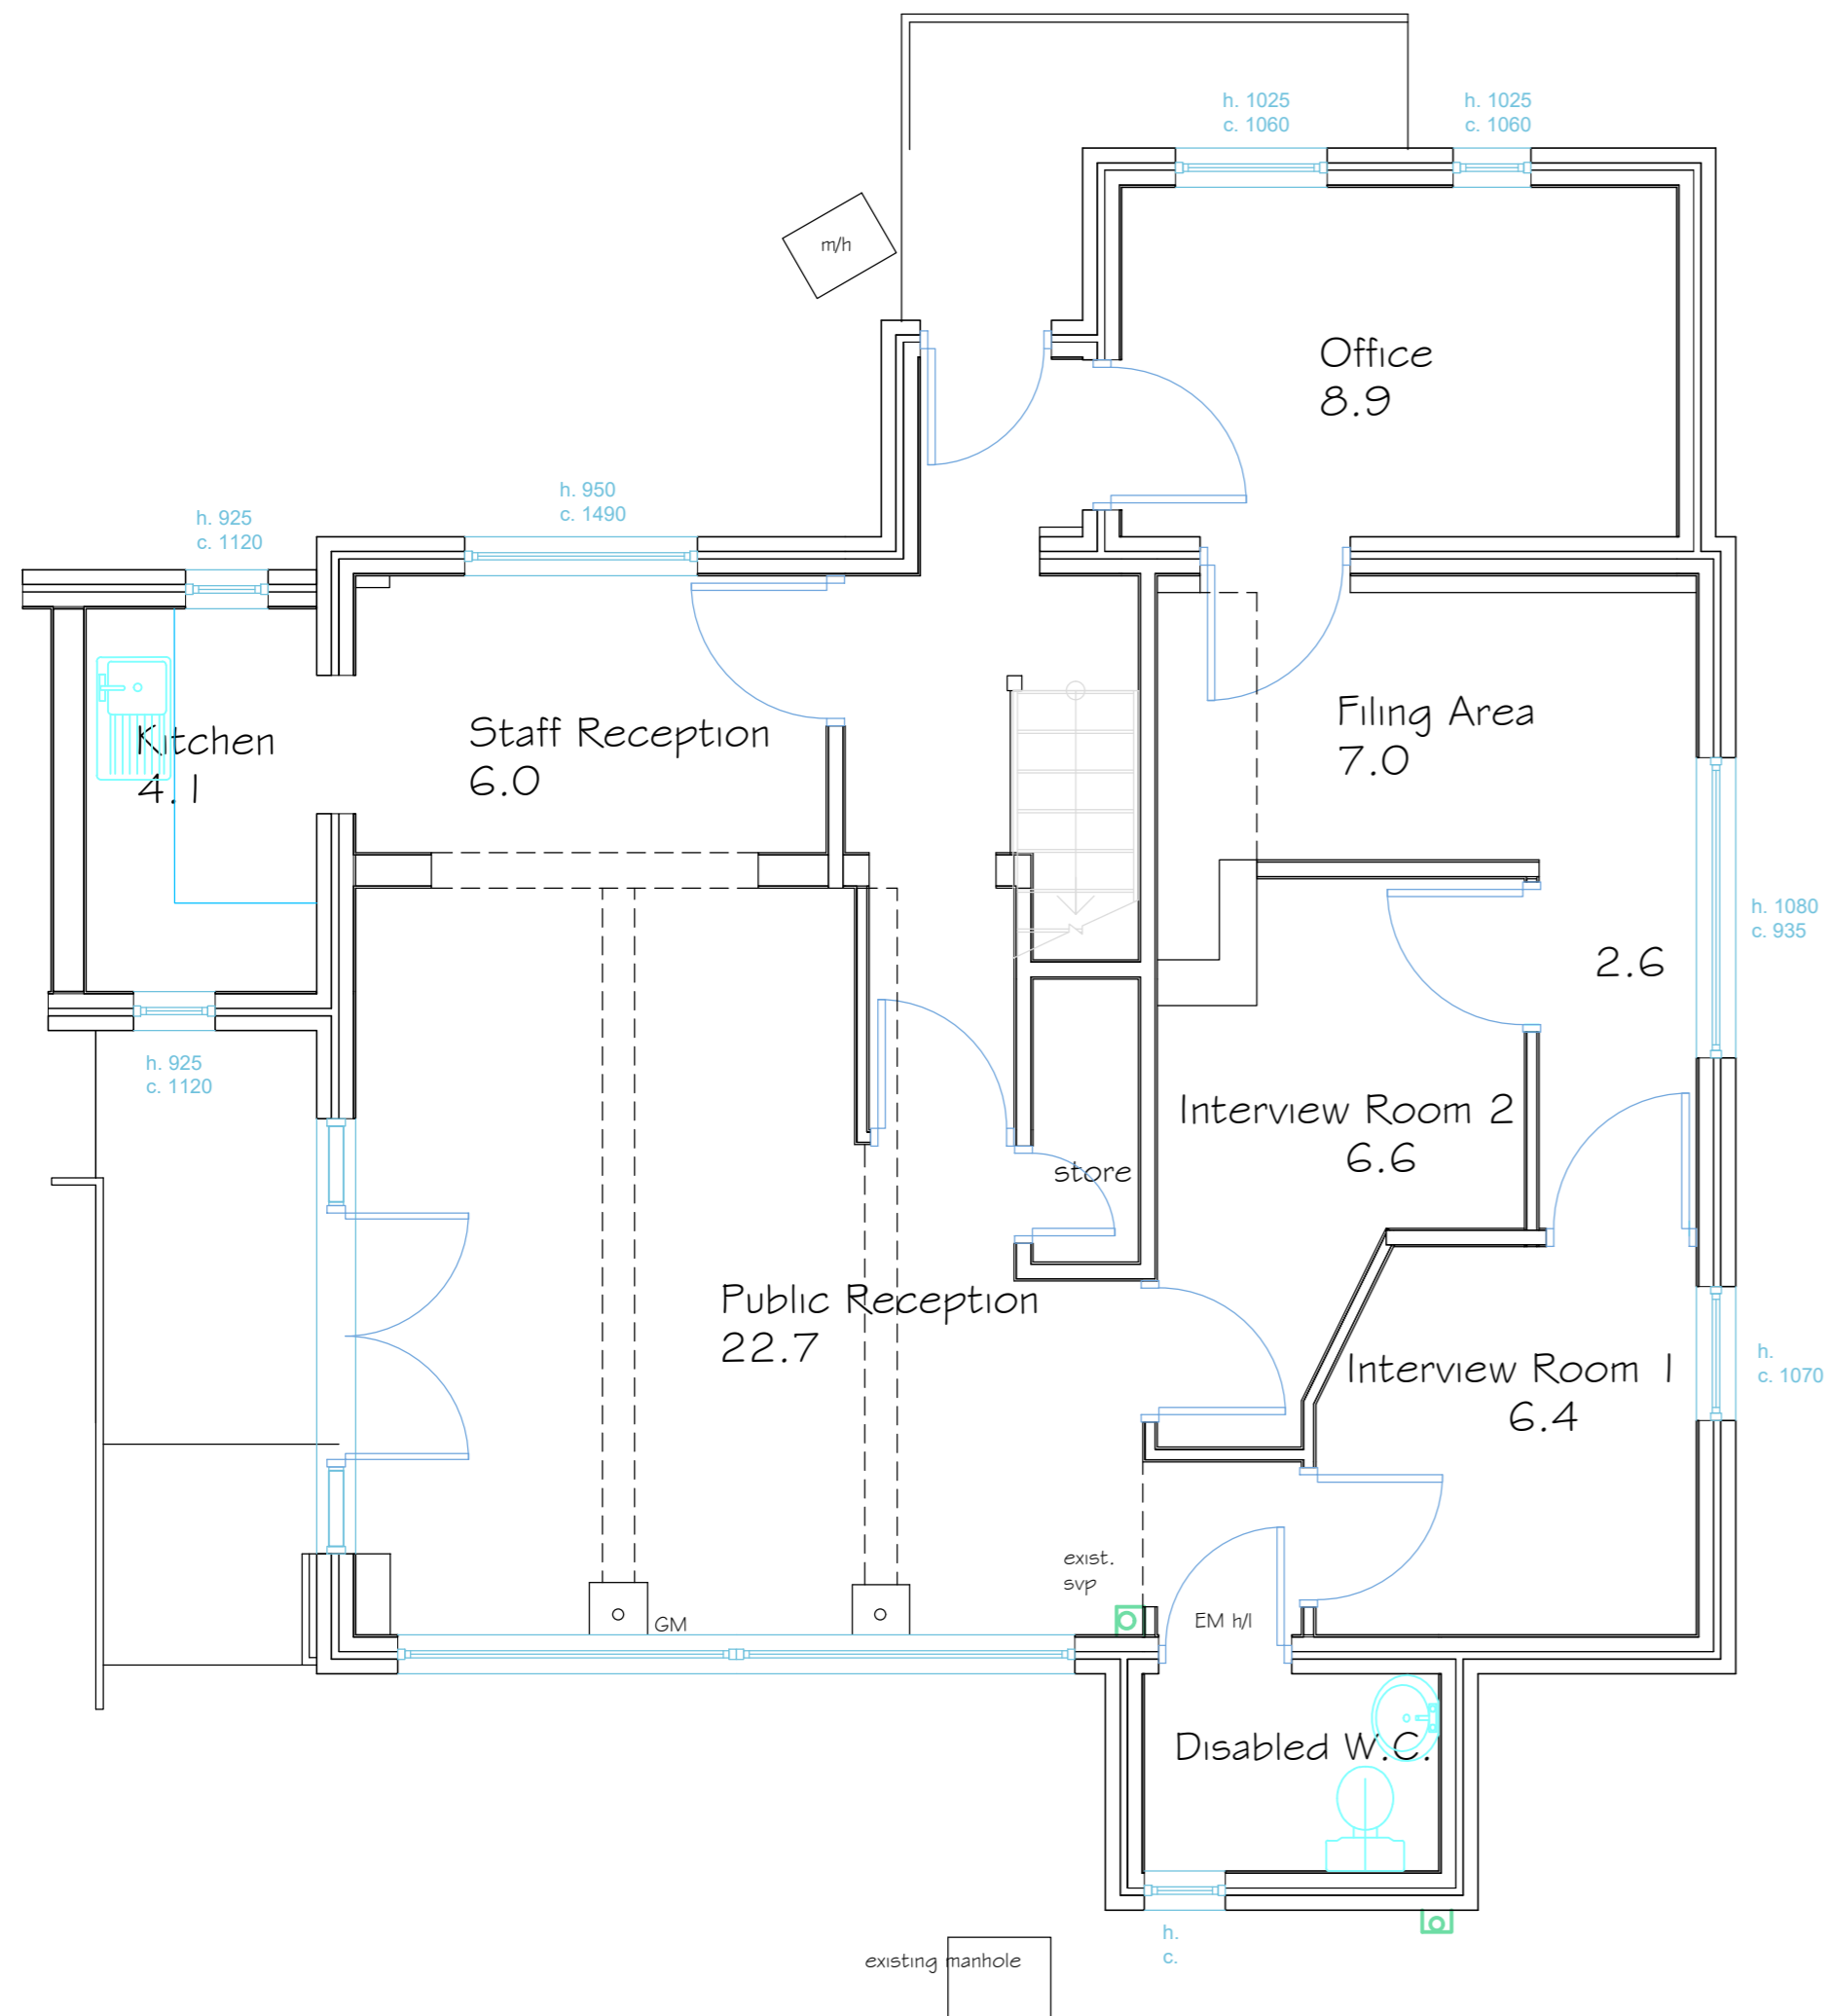 h. 1025
c. 1060
h. 1025
c. 1060
m/h
Office
8.9
h. 950
c. 1490
h. 925
c. 1120
Filing Area
7.0
Staff Reception
6.0
Kitchen
4.1
h. 1080
c. 935
2.6
h. 925
c. 1120
Interview Room 2
6.6
store
Public Reception
22.7
Interview Room 1
6.4
h.
c. 1070
exist.
svp
GM
EM h/l
Disabled W.C.
h.
c.
existing manhole